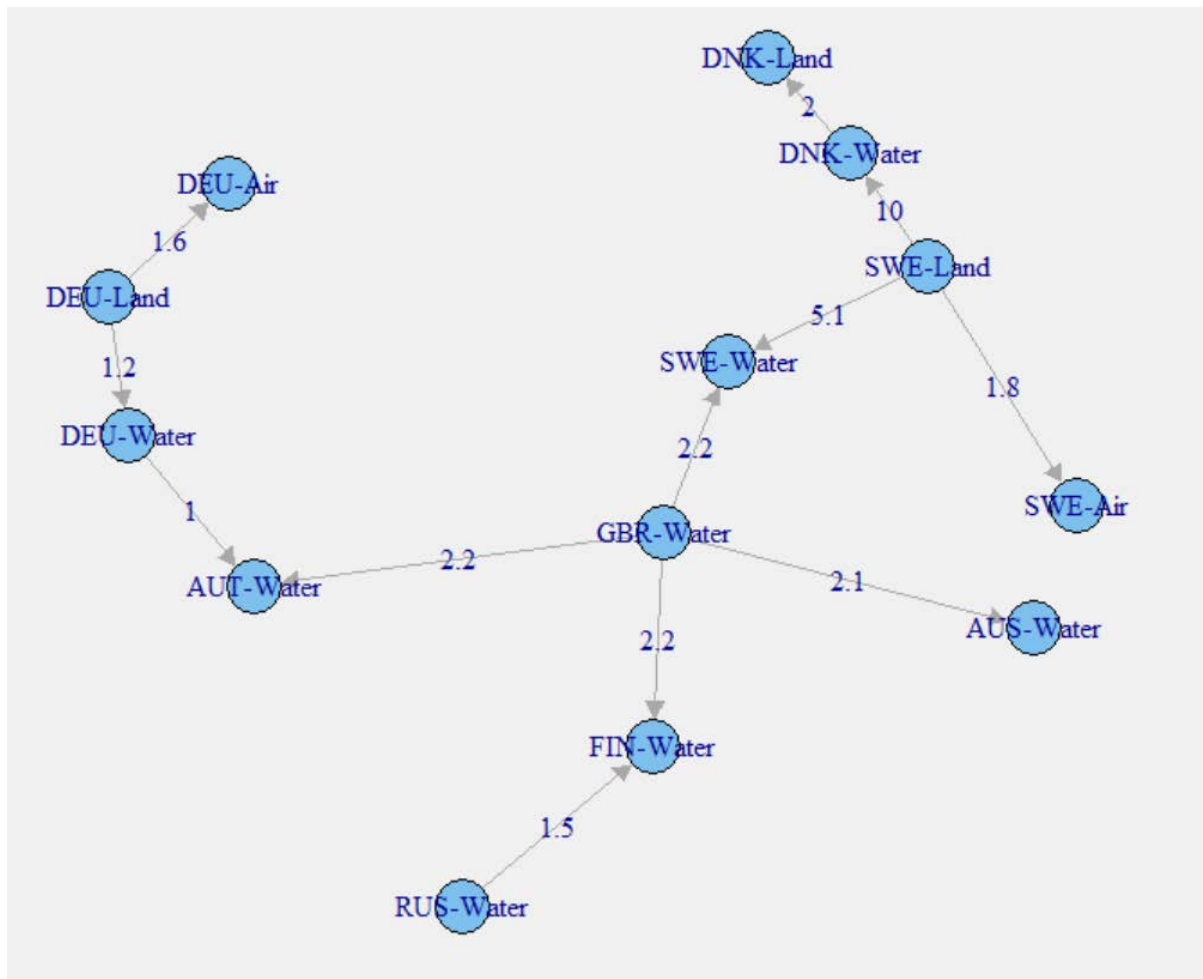 DNK-Land
2
DNK-Water
DEU-Air
10
1.6
SWE-Land
DEU-Land
5.1
1.2
SWE-Water
1.8
DEU-Water
2.2
1
SWE-Air
GBR-Water
2.2
2.1
AUT-Water
AUS-Water
2.2
FIN-Water
1.5
RUS-Water